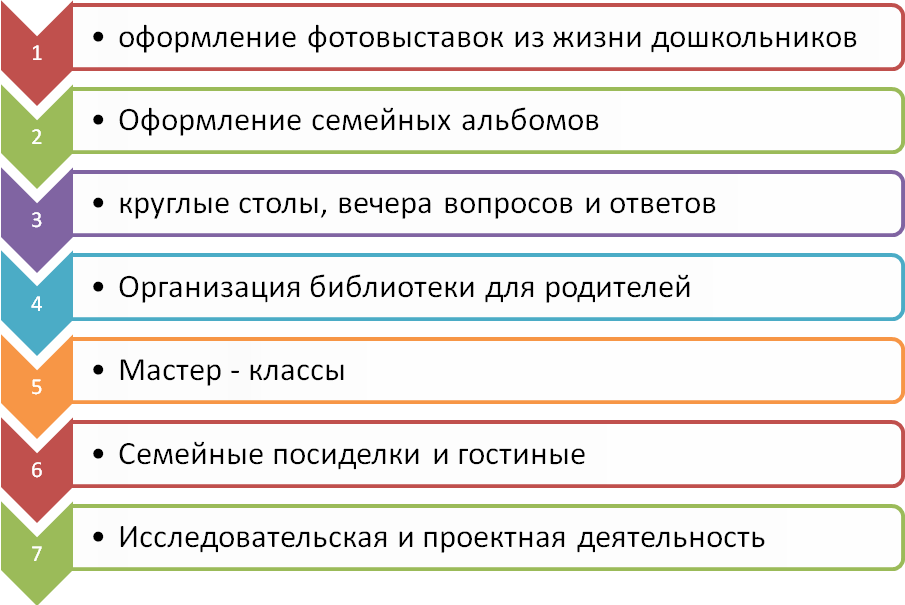 1
• оформление фотовыставок из жизни дошкольников
2
• Оформление семейных альбомов
3
• круглые столы, вечера вопросов и ответов
4
• Организация библиотеки для родителей
5
• Мастер - классы
6
• Семейные посиделки и гостиные
7
• Исследовательская и проектная деятельность